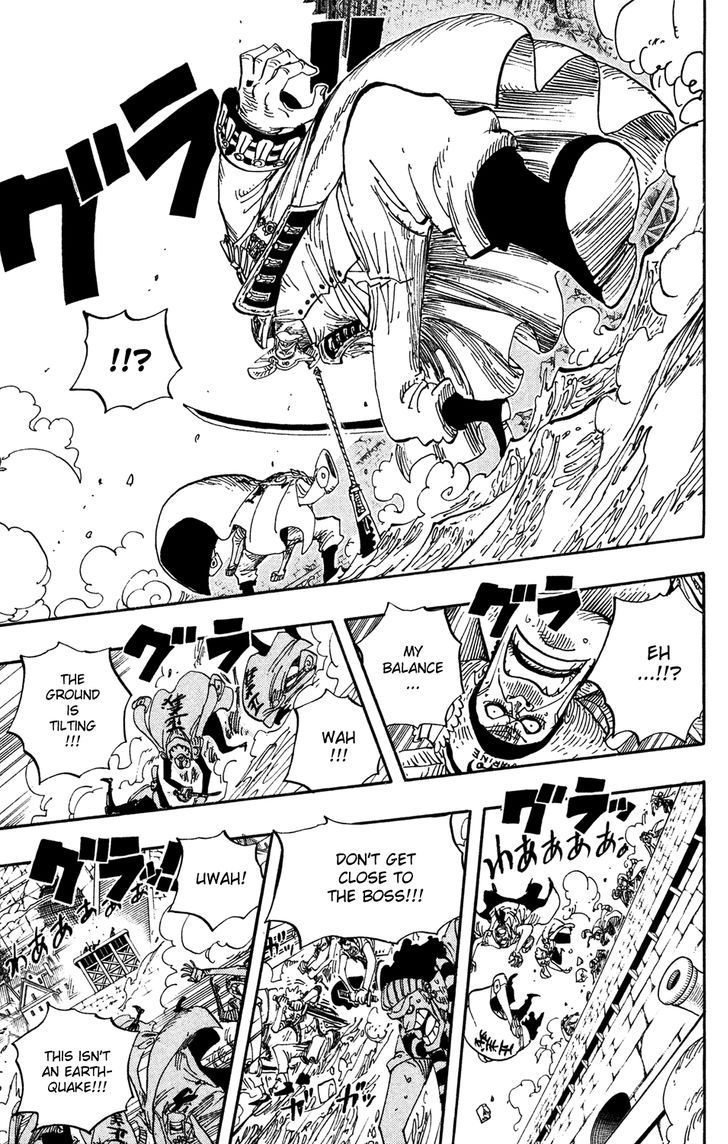 グラ
!!?
EH
...!!?
MY
BALANCE
...
グラ
グラ
WAH
!!!
THE
GROUND
IS
TILTING
!!!
グラッ
わああああ
DON'T GET
CLOSE TO
THE BOSS!!!
UWAH!
グラッ!!
わあああああ
THIS ISN'T
AN EARTH-
QUAKE!!!